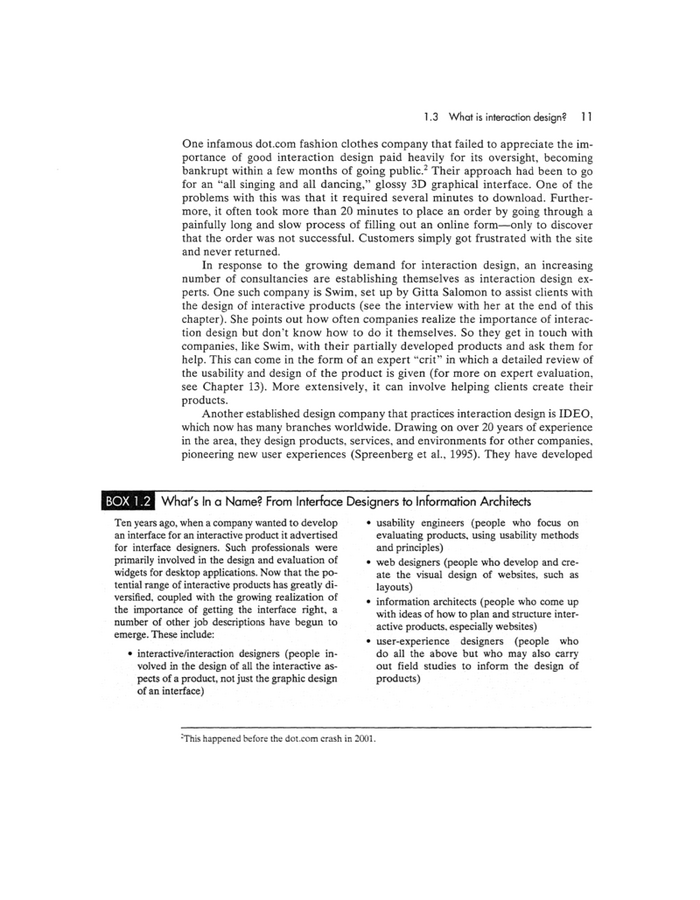 1.3 What is interaction design? 11
One infamous dot.com fashion clothes company that failed to appreciate the im-
portance of good interaction design paid heavily for its oversight, becoming
bankrupt within a few months of going public.² Their approach had been to go
for an “all singing and all dancing,” glossy 3D graphical interface. One of the
problems with this was that it required several minutes to download. Further-
more, it often took more than 20 minutes to place an order by going through a
painfully long and slow process of filling out an online form—only to discover
that the order was not successful. Customers simply got frustrated with the site
and never returned.
In response to the growing demand for interaction design, an increasing
number of consultancies are establishing themselves as interaction design ex-
perts. One such company is Swim, set up by Gitta Salomon to assist clients with
the design of interactive products (see the interview with her at the end of this
chapter). She points out how often companies realize the importance of interac-
tion design but don’t know how to do it themselves. So they get in touch with
companies, like Swim, with their partially developed products and ask them for
help. This can come in the form of an expert “crit” in which a detailed review of
the usability and design of the product is given (for more on expert evaluation,
see Chapter 13). More extensively, it can involve helping clients create their
products.
Another established design company that practices interaction design is IDEO,
which now has many branches worldwide. Drawing on over 20 years of experience
in the area, they design products, services, and environments for other companies,
pioneering new user experiences (Spreenberg et al., 1995). They have developed
BOX 1.2 What’s In a Name? From Interface Designers to Information Architects
Ten years ago, when a company wanted to develop
an interface for an interactive product it advertised
for interface designers. Such professionals were
primarily involved in the design and evaluation of
widgets for desktop applications. Now that the po-
tential range of interactive products has greatly di-
versified, coupled with the growing realization of
the importance of getting the interface right, a
number of other job descriptions have begun to
emerge. These include:
• interactive/interaction designers (people in-
volved in the design of all the interactive as-
pects of a product, not just the graphic design
of an interface)
• usability engineers (people who focus on
evaluating products, using usability methods
and principles)
• web designers (people who develop and cre-
ate the visual design of websites, such as
layouts)
• information architects (people who come up
with ideas of how to plan and structure inter-
active products, especially websites)
• user-experience designers (people who
do all the above but who may also carry
out field studies to inform the design of
products)
²This happened before the dot.com crash in 2001.